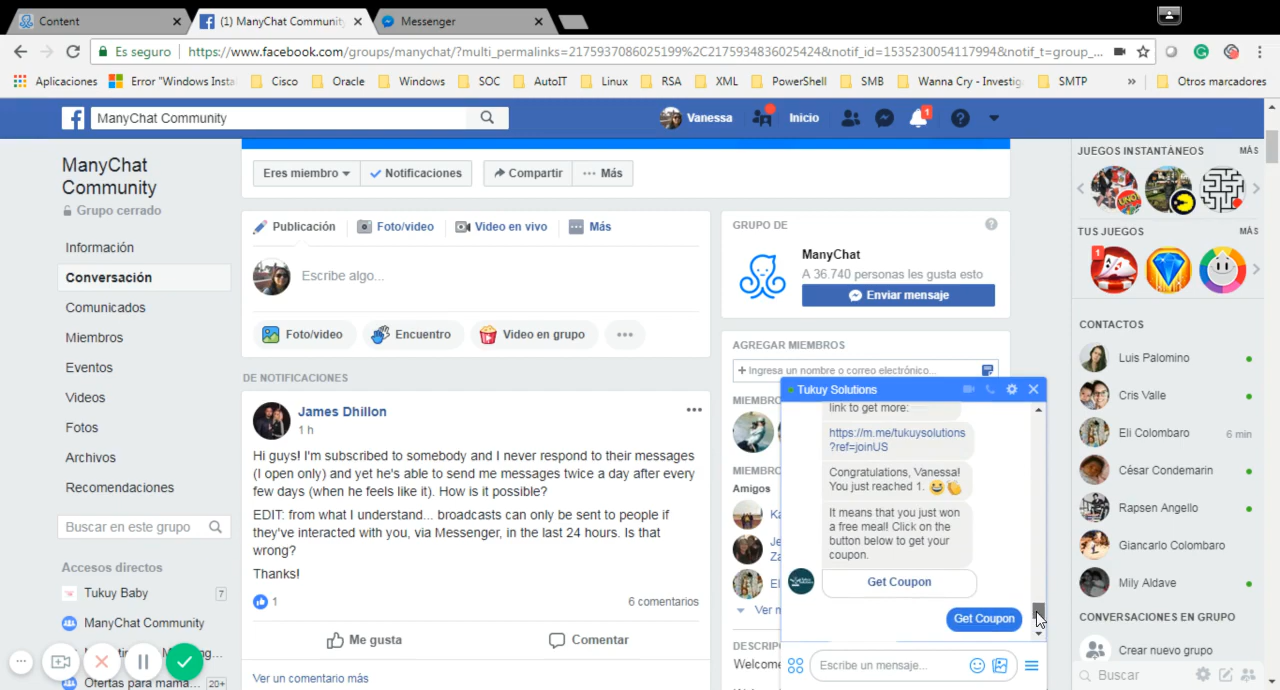 Content
(1) ManyChat Community
Messenger
Es seguro
https://www.facebook.com/groups/manychat/?multi_permalinks=2175937086025199%2C2175934836025424&notif_id=1535230054117994&notif_t=group_...
Aplicaciones
Error "Windows Insta
Cisco
Oracle
Windows
SOC
AutoIT
Linux
RSA
XML
PowerShell
SMB
Wanna Cry - Investiga
SMTP
»
Otros marcadores
ManyChat Community
Vanessa
Inicio
1
ManyChat
Community
Grupo cerrado
Información
Conversación
Comunicados
Miembros
Eventos
Videos
Fotos
Archivos
Recomendaciones
Buscar en este grupo
Accesos directos
Tukuy Baby
7
ManyChat Community
ng...
Ofertas para mama...
20+
Eres miembro
Notificaciones
Compartir
Más
Publicación
Foto/video
Video en vivo
Más
Escribe algo...
Foto/video
Encuentro
Video en grupo
DE NOTIFICACIONES
James Dhillon
1 h
Hi guys! I'm subscribed to somebody and I never respond to their messages
(I open only) and yet he's able to send me messages twice a day after every
few days (when he feels like it). How is it possible?
EDIT: from what I understand... broadcasts can only be sent to people if
they've interacted with you, via Messenger, in the last 24 hours. Is that
wrong?
Thanks!
1
6 comentarios
Me gusta
Comentar
Ver un comentario más
GRUPO DE
ManyChat
A 36.740 personas les gusta esto
Enviar mensaje
AGREGAR MIEMBROS
+ Ingresa un nombre o correo electrónico...
Amigos
Welcome
Tukuy Solutions
link to get more:
https://m.me/tukuysolutions
?ref=joinUS
Congratulations, Vanessa!
You just reached 1. 😄👏
It means that you just won
a free meal! Click on the
button below to get your
coupon.
Get Coupon
Get Coupon
Escribe un mensaje...
JUEGOS INSTANTÁNEOS
MÁS
UNO
TUS JUEGOS
MÁS
1
CONTACTOS
Luis Palomino
Cris Valle
Eli Colombaro
6 min
César Condemarin
Rapsen Angello
Giancarlo Colombaro
Mily Aldave
CONVERSACIONES EN GRUPO
Crear nuevo grupo
Buscar